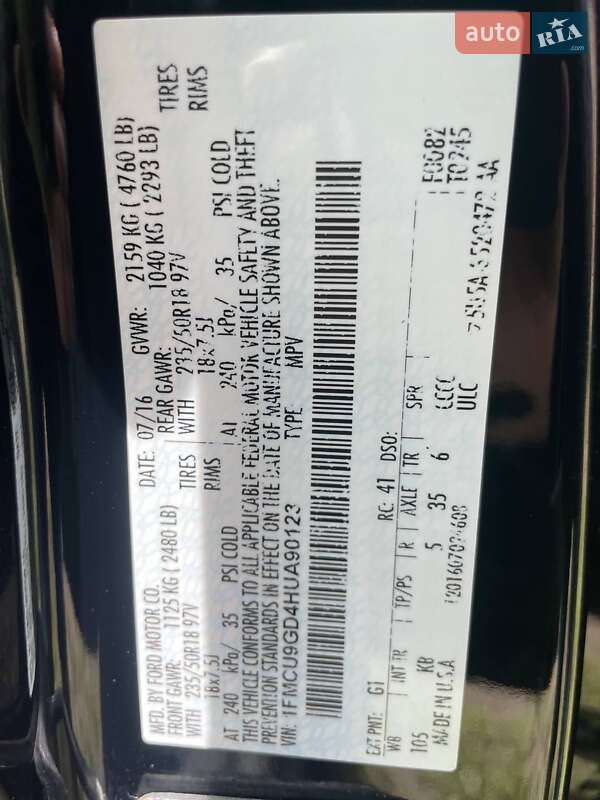 auto RIA.com
MFD. BY FORD MOTOR CO. DATE: 07/16 GVWR: 2159 KG ( 4760 LB)
FRONT GAWR: 1125 KG ( 2480 LB) REAR GAWR: 1040 KG ( 2293 LB)
WITH 235/50R18 97V TIRES WITH 235/50R18 97V TIRES
18x7.5J RIMS 18x7.5J RIMS
AT 240 kPa/ 35 PSI COLD AT 240 kPa/ 35 PSI COLD
THIS VEHICLE CONFORMS TO ALL APPLICABLE FEDERAL MOTOR VEHICLE SAFETY AND THEFT
PREVENTION STANDARDS IN EFFECT ON THE DATE OF MANUFACTURE SHOWN ABOVE.
VIN: 1FMCU9GD4HUA90123 TYPE: MPV
F0082
T0245
EXT PNT: G1 RC: 41 DSO:
WB INT TR TP/PS R AXLE TR SPR
105 KB 5 35 6 CCCC
MADE IN U.S.A. ULC